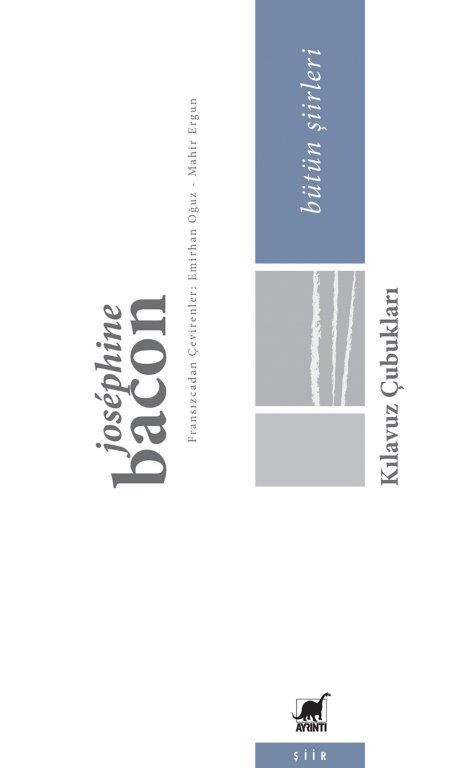 joséphine
bacon
Fransızcadan Çevirenler: Emirhan Oğuz - Mahir Ergun
bütün şiirleri
Kılavuz Çubukları
AYRINTI
ŞİİR